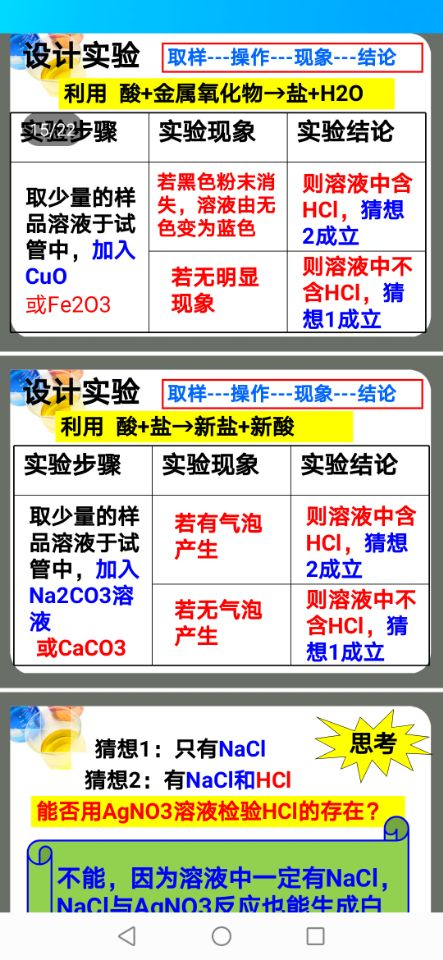 设计实验 取样---操作---现象---结论
利用 酸+金属氧化物→盐+H2O
实验步骤 实验现象 实验结论
15/22
取少量的样
品溶液于试
管中，加入
CuO
或Fe2O3
若黑色粉末消
失，溶液由无
色变为蓝色
则溶液中含
HCl，猜想
2成立
若无明显
现象
则溶液中不
含HCl，猜
想1成立
设计实验 取样---操作---现象---结论
利用 酸+盐→新盐+新酸
实验步骤 实验现象 实验结论
取少量的样
品溶液于试
管中，加入
Na2CO3溶
液
或CaCO3
若有气泡
产生
则溶液中含
HCl，猜想
2成立
若无气泡
产生
则溶液中不
含HCl，猜
想1成立
思考
猜想1：只有NaCl
猜想2：有NaCl和HCl
能否用AgNO3溶液检验HCl的存在？
不能，因为溶液中一定有NaCl，
NaCl与AgNO3反应也能生成白